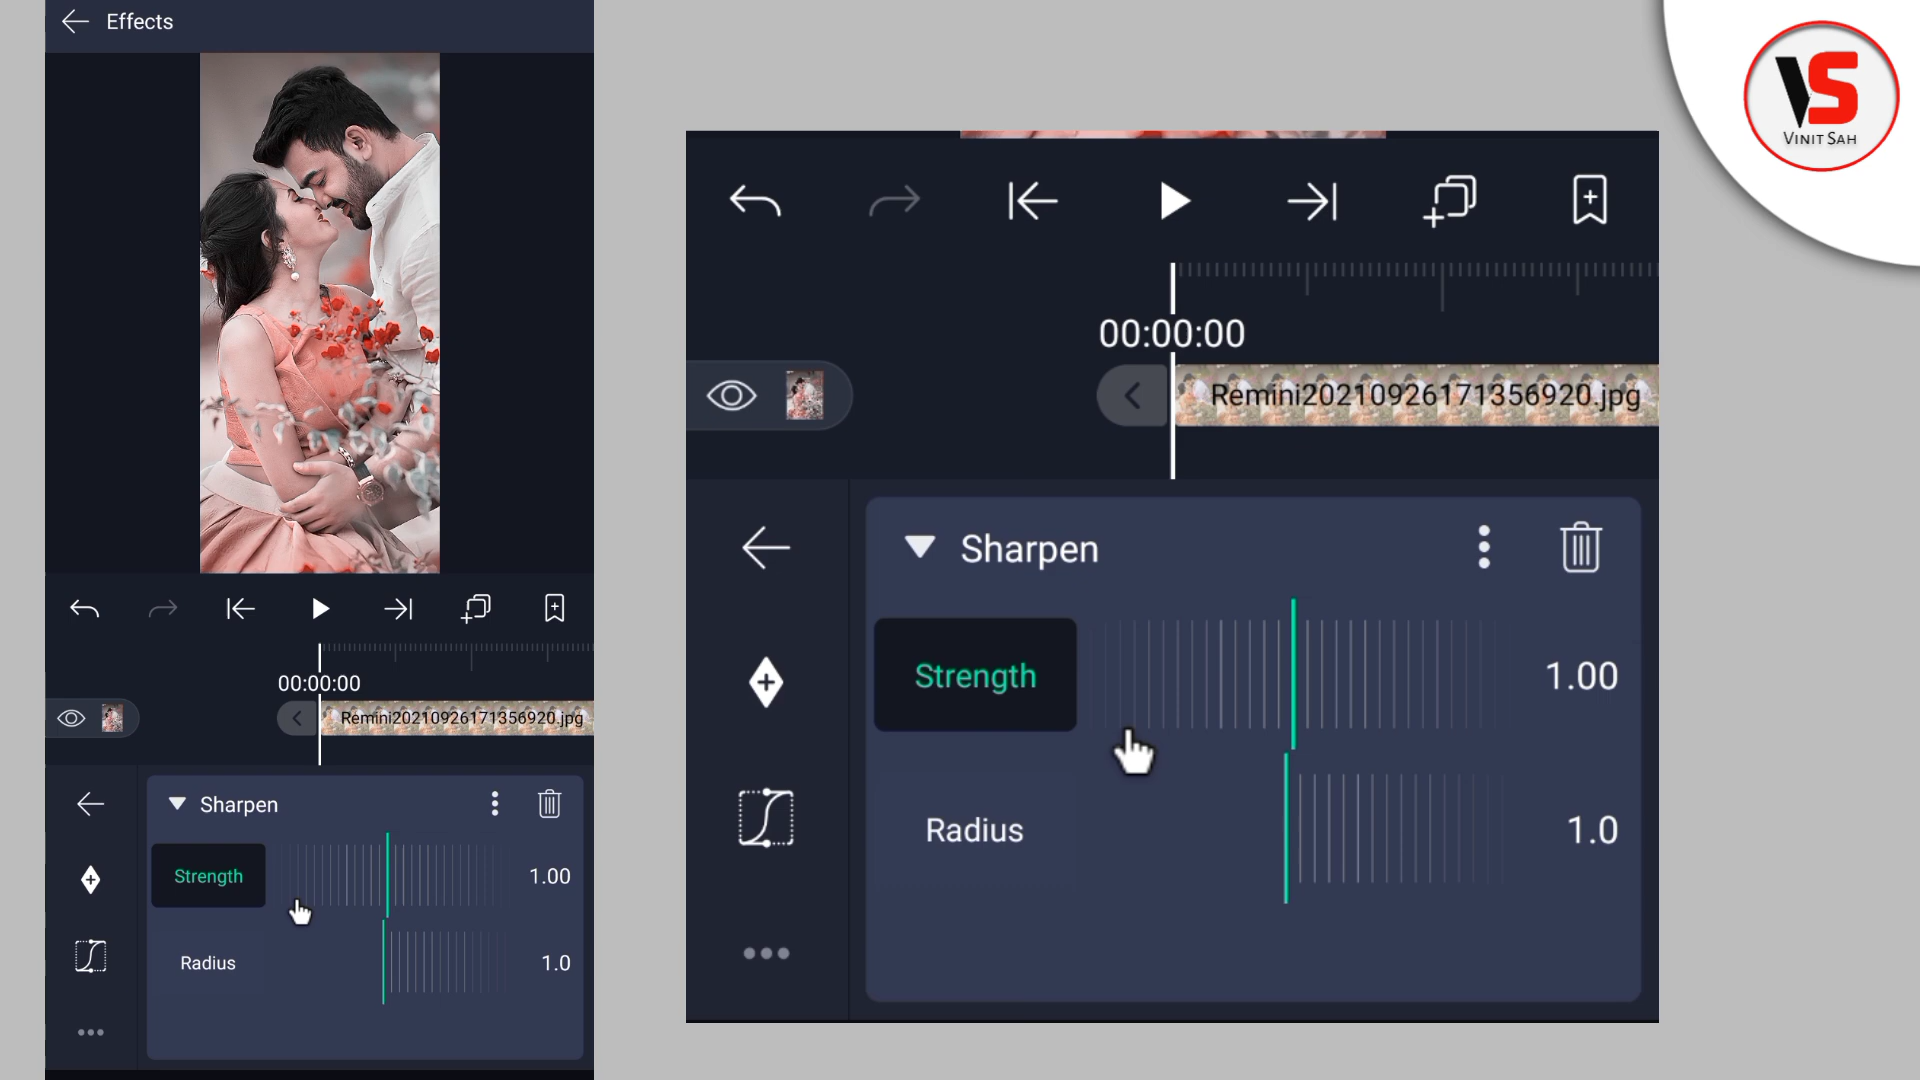 Effects
00:00:00
Remini20210926171356920.jpg
Sharpen
Strength
1.00
Radius
1.0
00:00:00
Remini20210926171356920.jpg
Sharpen
Strength
1.00
Radius
1.0
VS
VINIT SAH